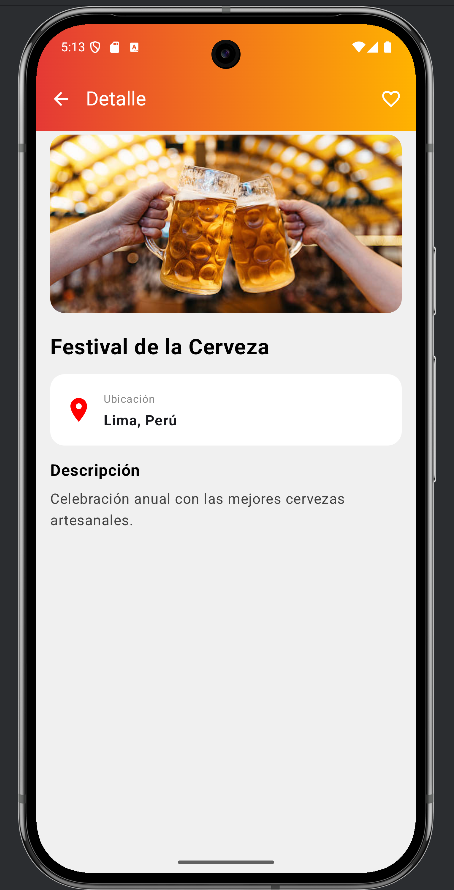 5:13
Detalle
Festival de la Cerveza
Ubicación
Lima, Perú
Descripción
Celebración anual con las mejores cervezas
artesanales.